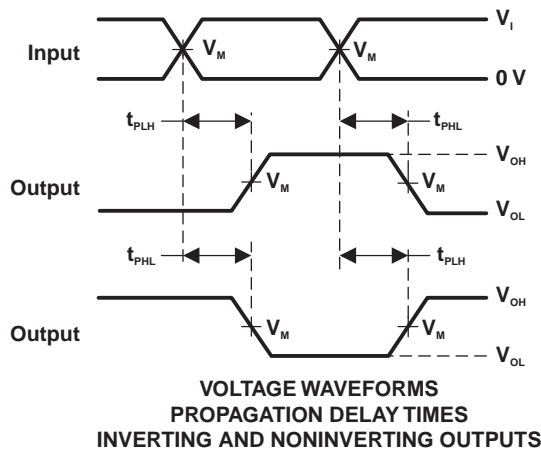 V_I
Input V_M V_M
0 V
t_PLH t_PHL
V_OH
Output V_M V_M
V_OL
t_PHL t_PLH
V_OH
Output V_M V_M
V_OL
VOLTAGE WAVEFORMS
PROPAGATION DELAY TIMES
INVERTING AND NONINVERTING OUTPUTS